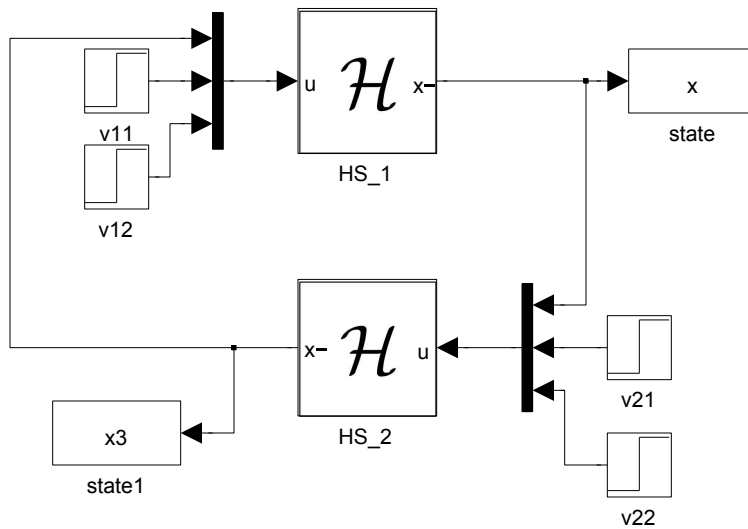 v11
v12
u
ℋ
x-
HS_1
x
state
x-
ℋ
u
HS_2
v21
v22
x3
state1